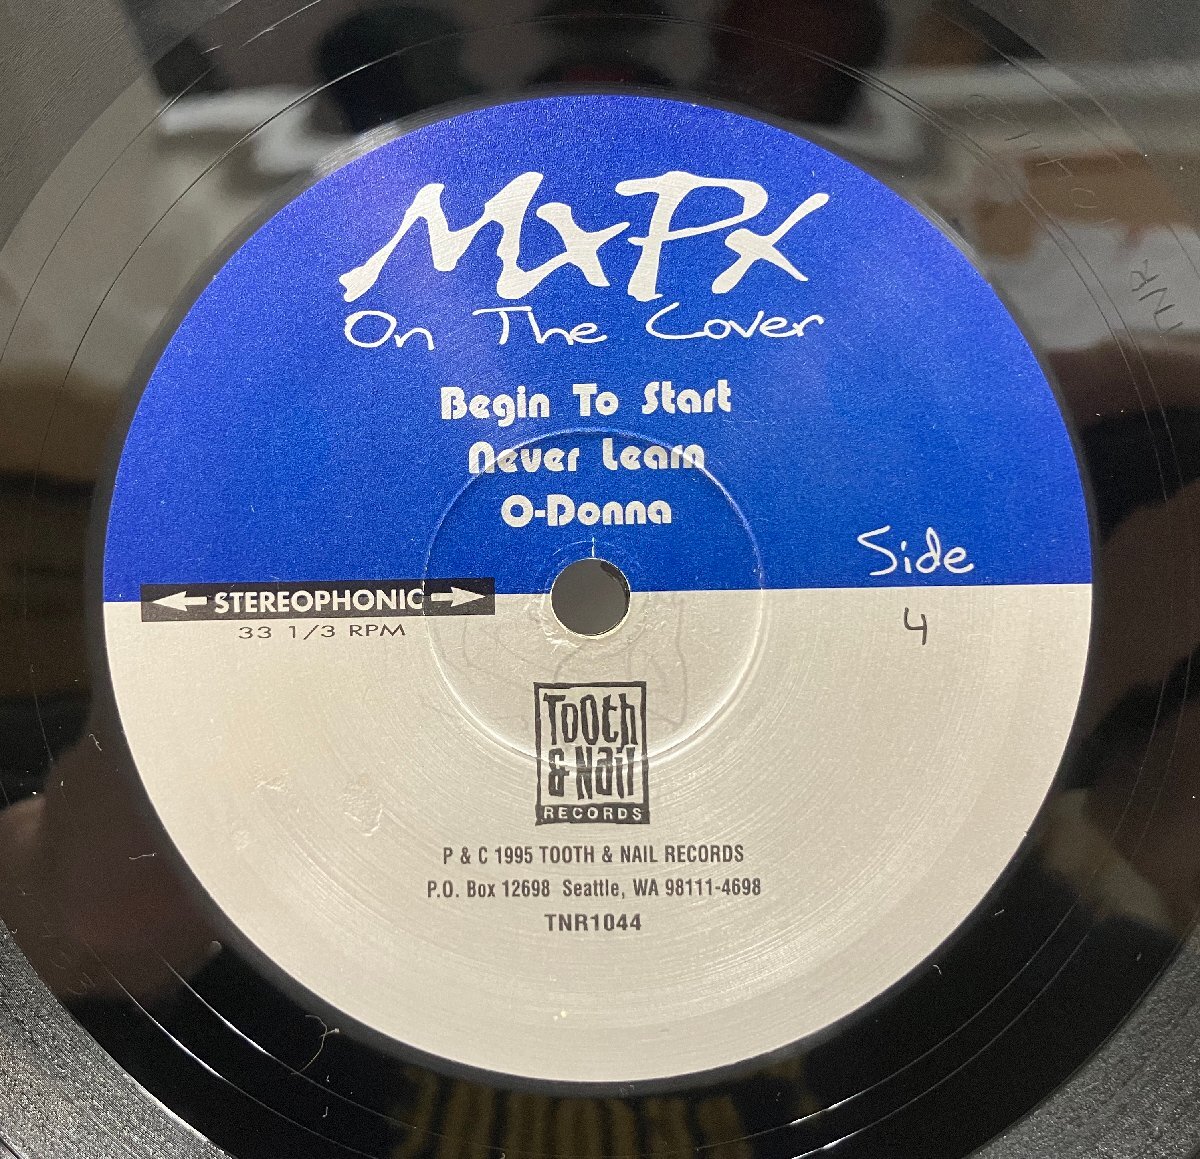 MxPx
On The Cover
Begin To Start
Never Learn
O-Donna
Side
4
STEREOPHONIC
33 1/3 RPM
Tooth
& Nail
RECORDS
P & C 1995 TOOTH & NAIL RECORDS
P.O. Box 12698 Seattle, WA 98111-4698
TNR1044